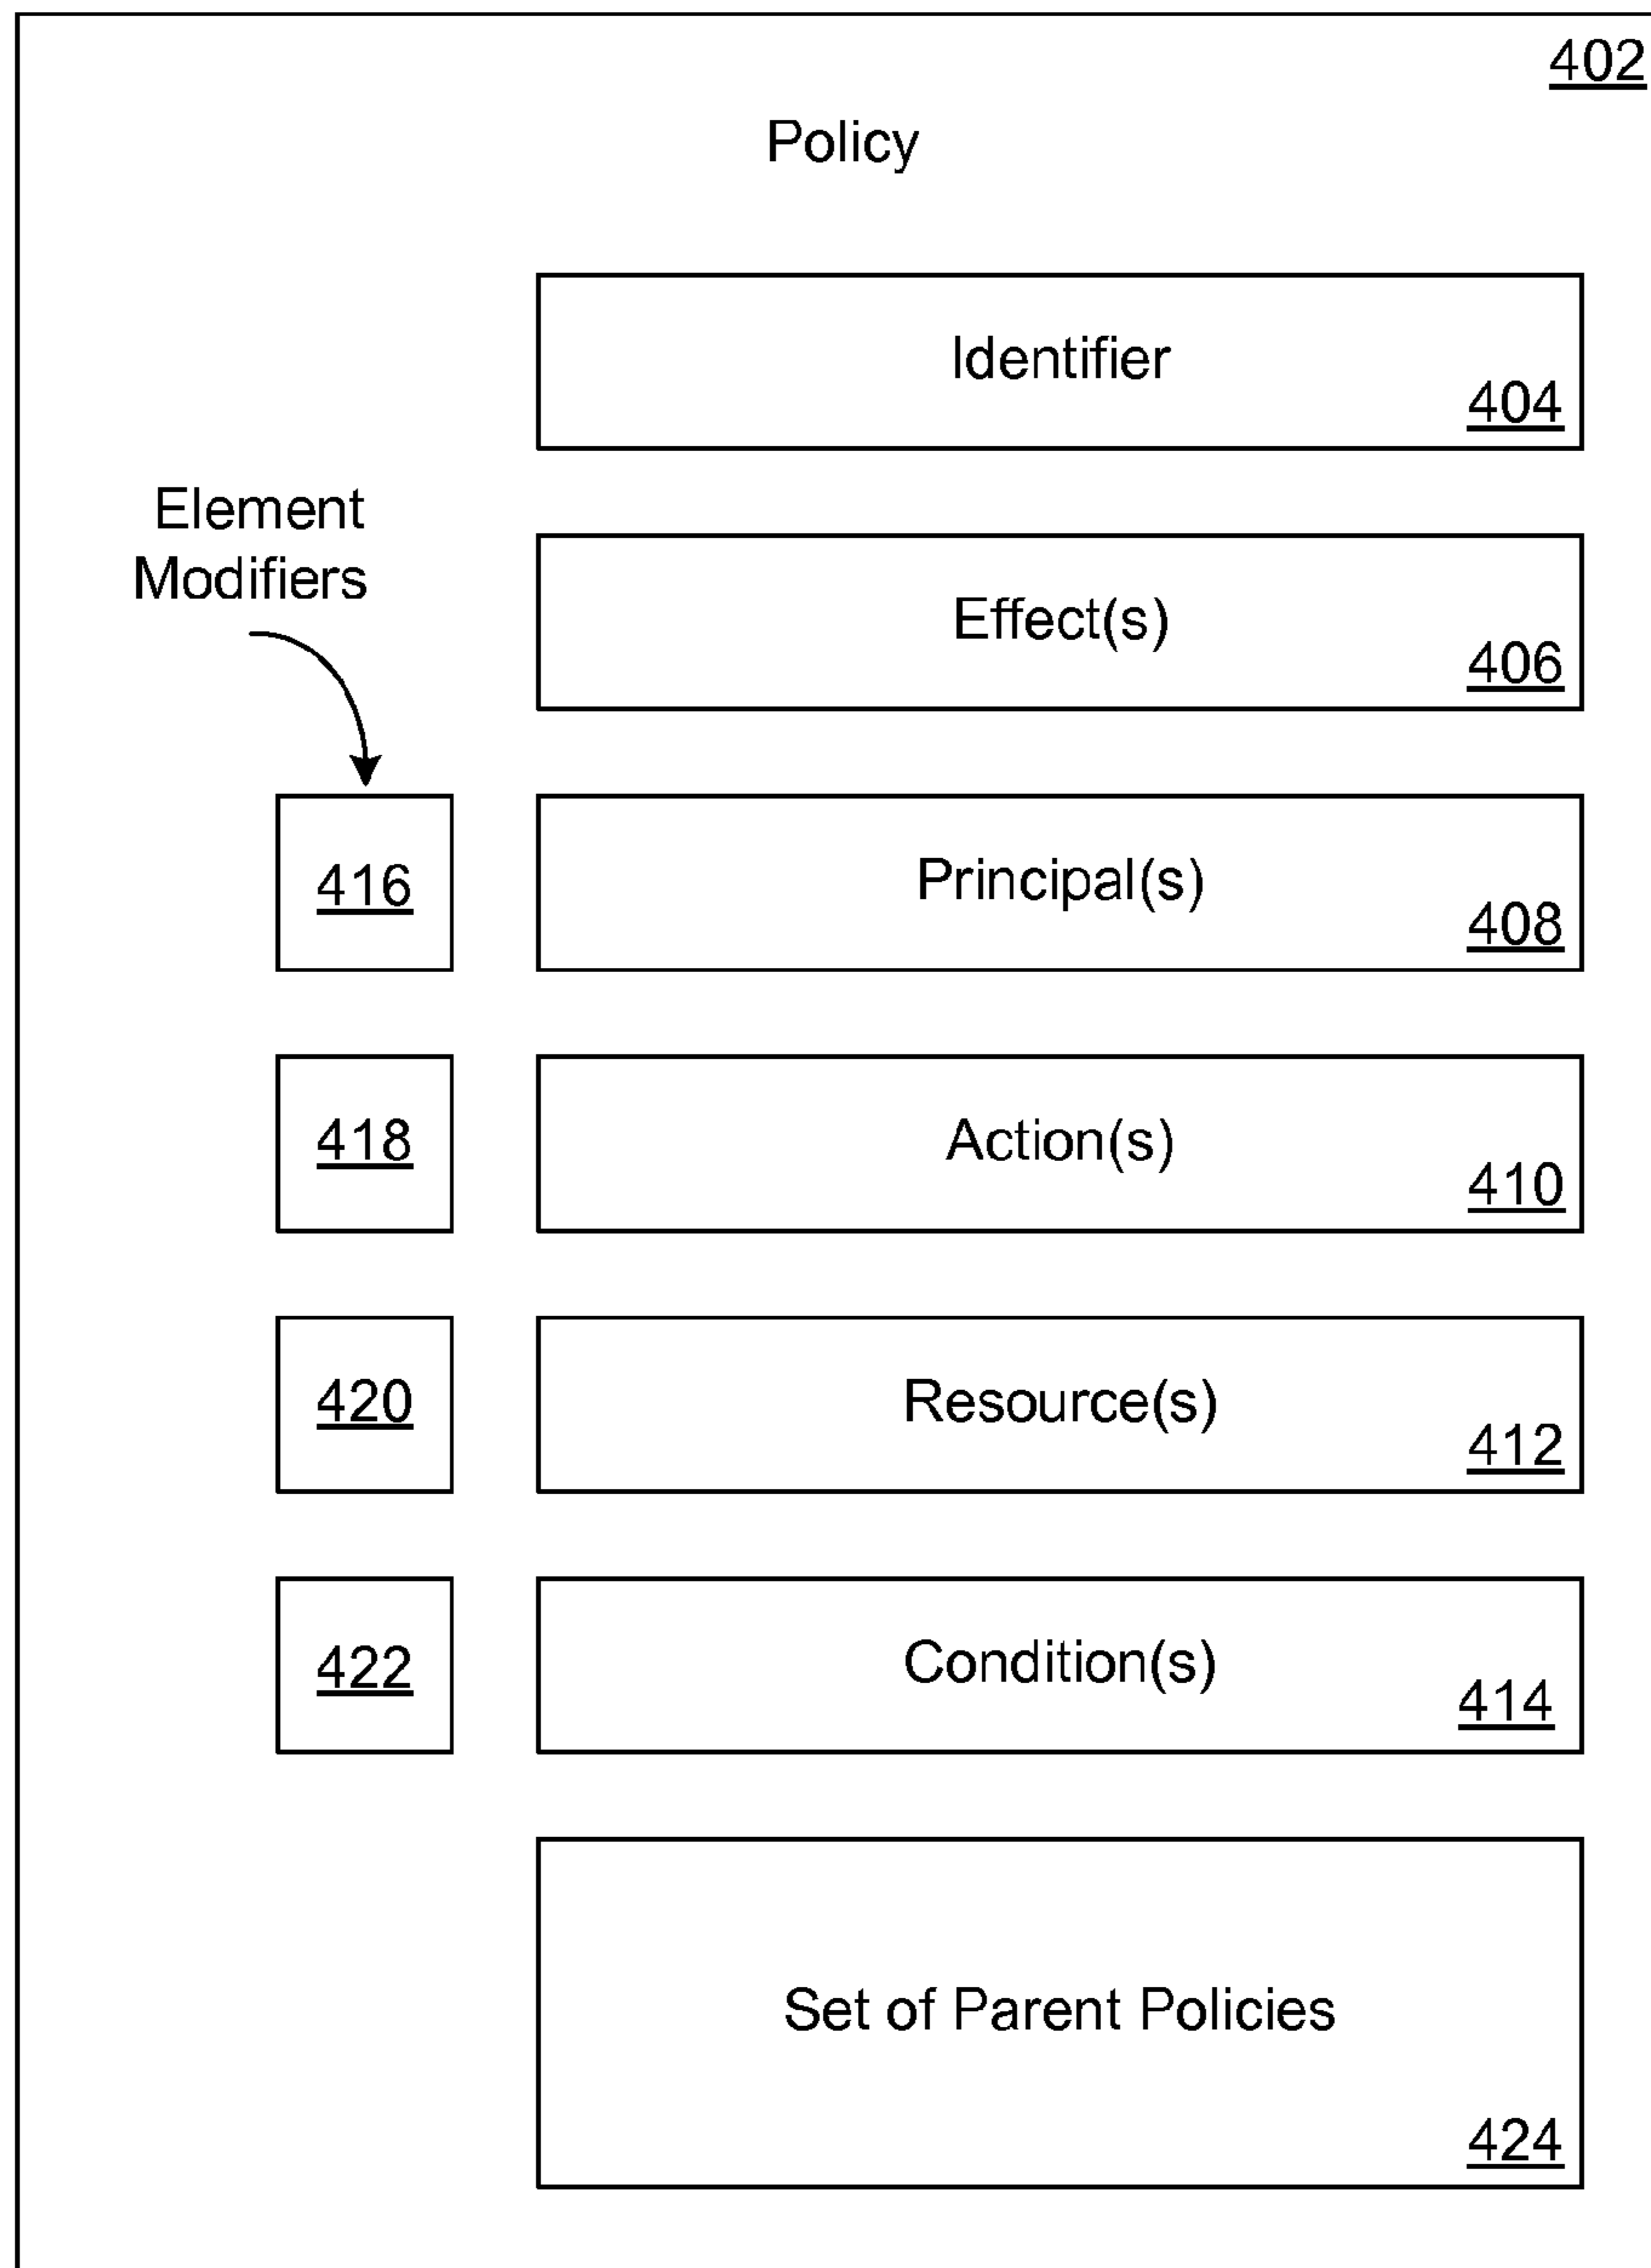 402
Policy
Identifier
404
Element
Modifiers
Effect(s)
406
416
Principal(s)
408
418
Action(s)
410
420
Resource(s)
412
422
Condition(s)
414
Set of Parent Policies
424